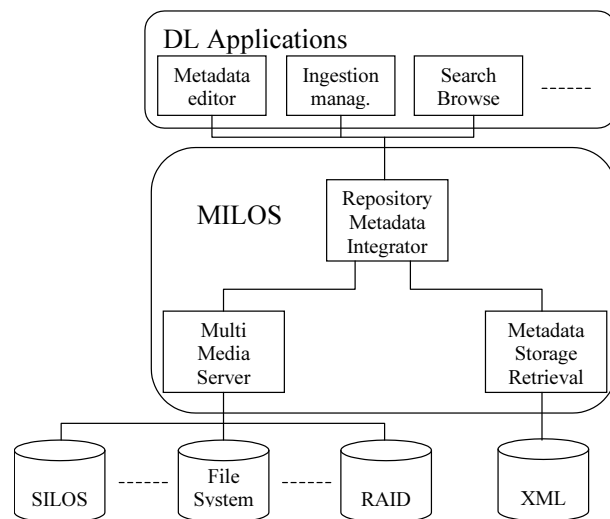 DL Applications
Metadata
editor
Ingestion
manag.
Search
Browse
MILOS
Repository
Metadata
Integrator
Multi
Media
Server
Metadata
Storage
Retrieval
SILOS
File
System
RAID
XML